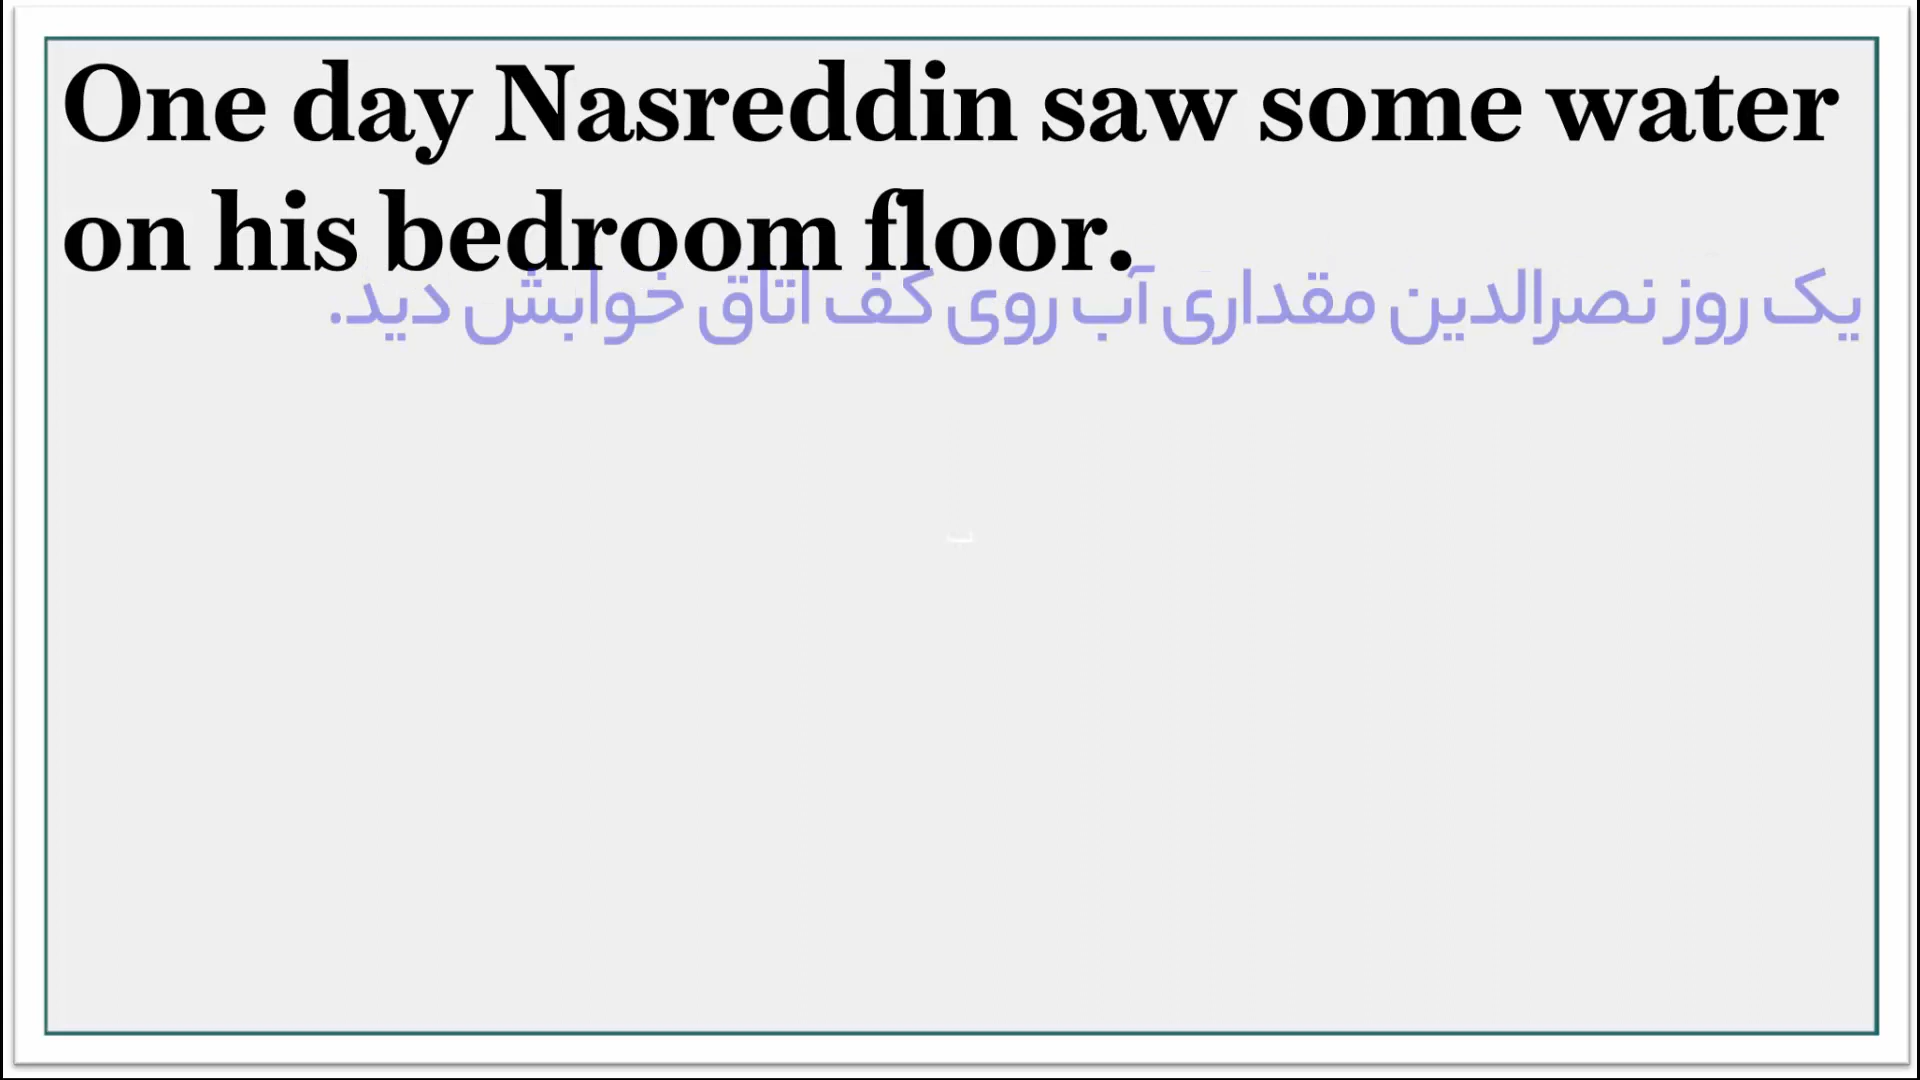 One day Nasreddin saw some water
on his bedroom floor.
یک روز نصرالدین مقداری آب روی کف اتاق خوابش دید.